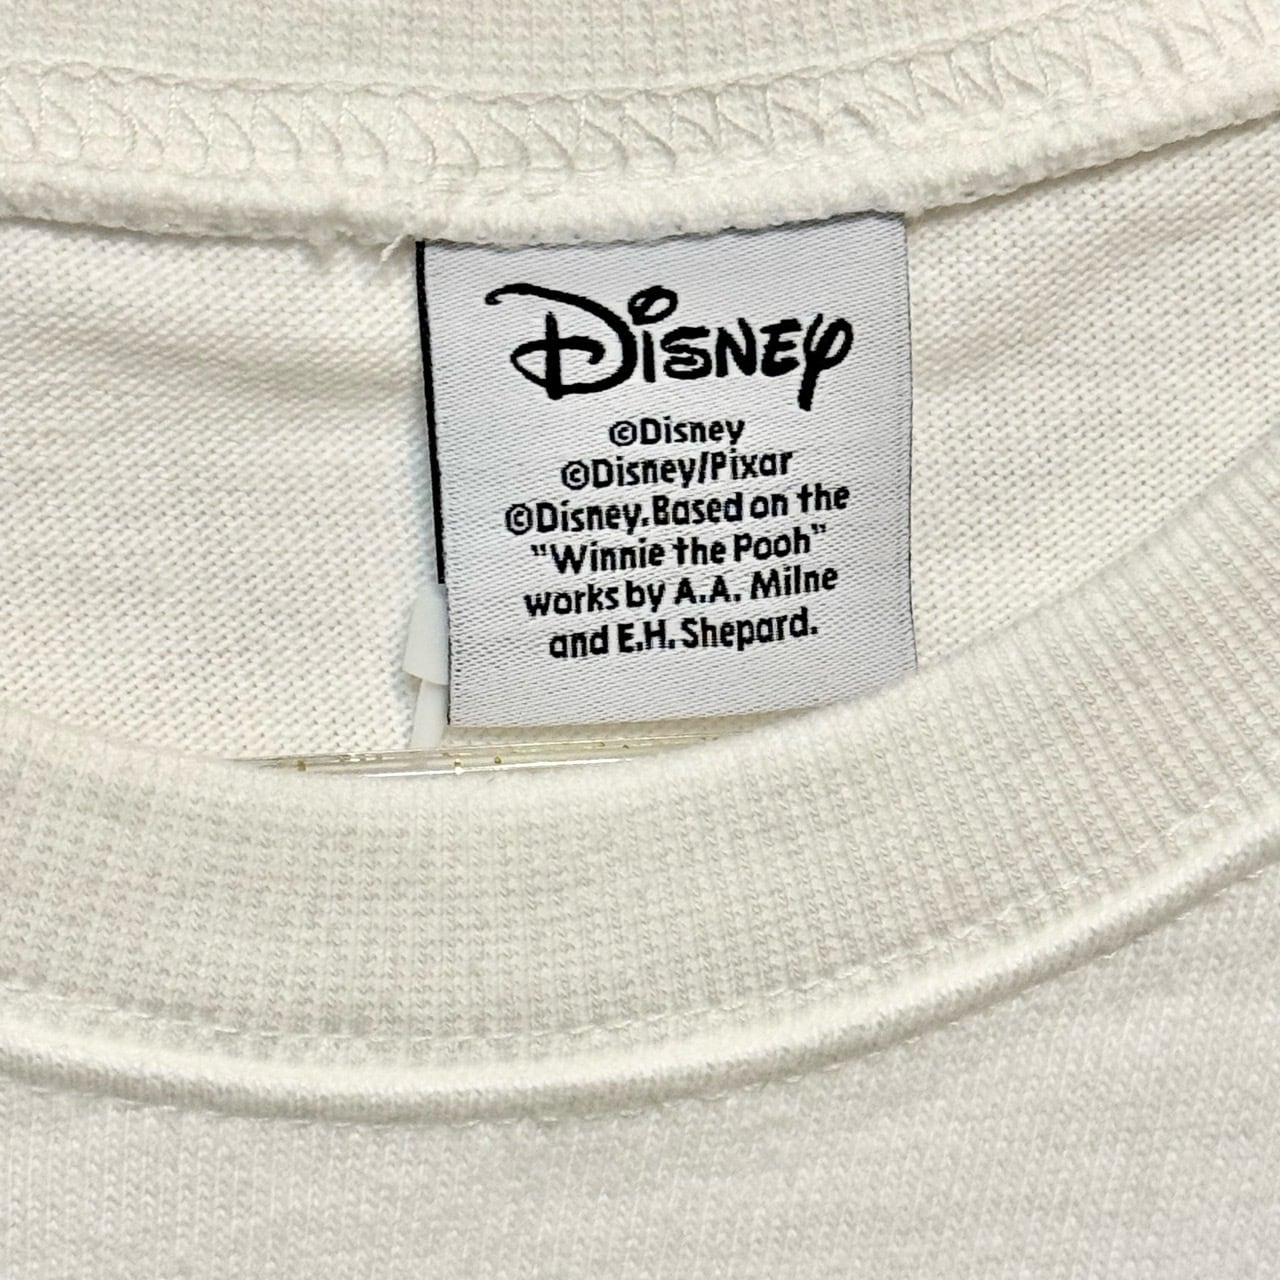 Disney
©Disney
©Disney/Pixar
©Disney.Based on the
"Winnie the Pooh"
works by A.A. Milne
and E.H. Shepard.